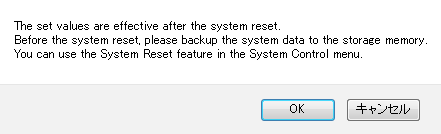 The set values are effective after the system reset.
Before the system reset, please backup the system data to the storage memory.
You can use the System Reset feature in the System Control menu.
OK
キャンセル